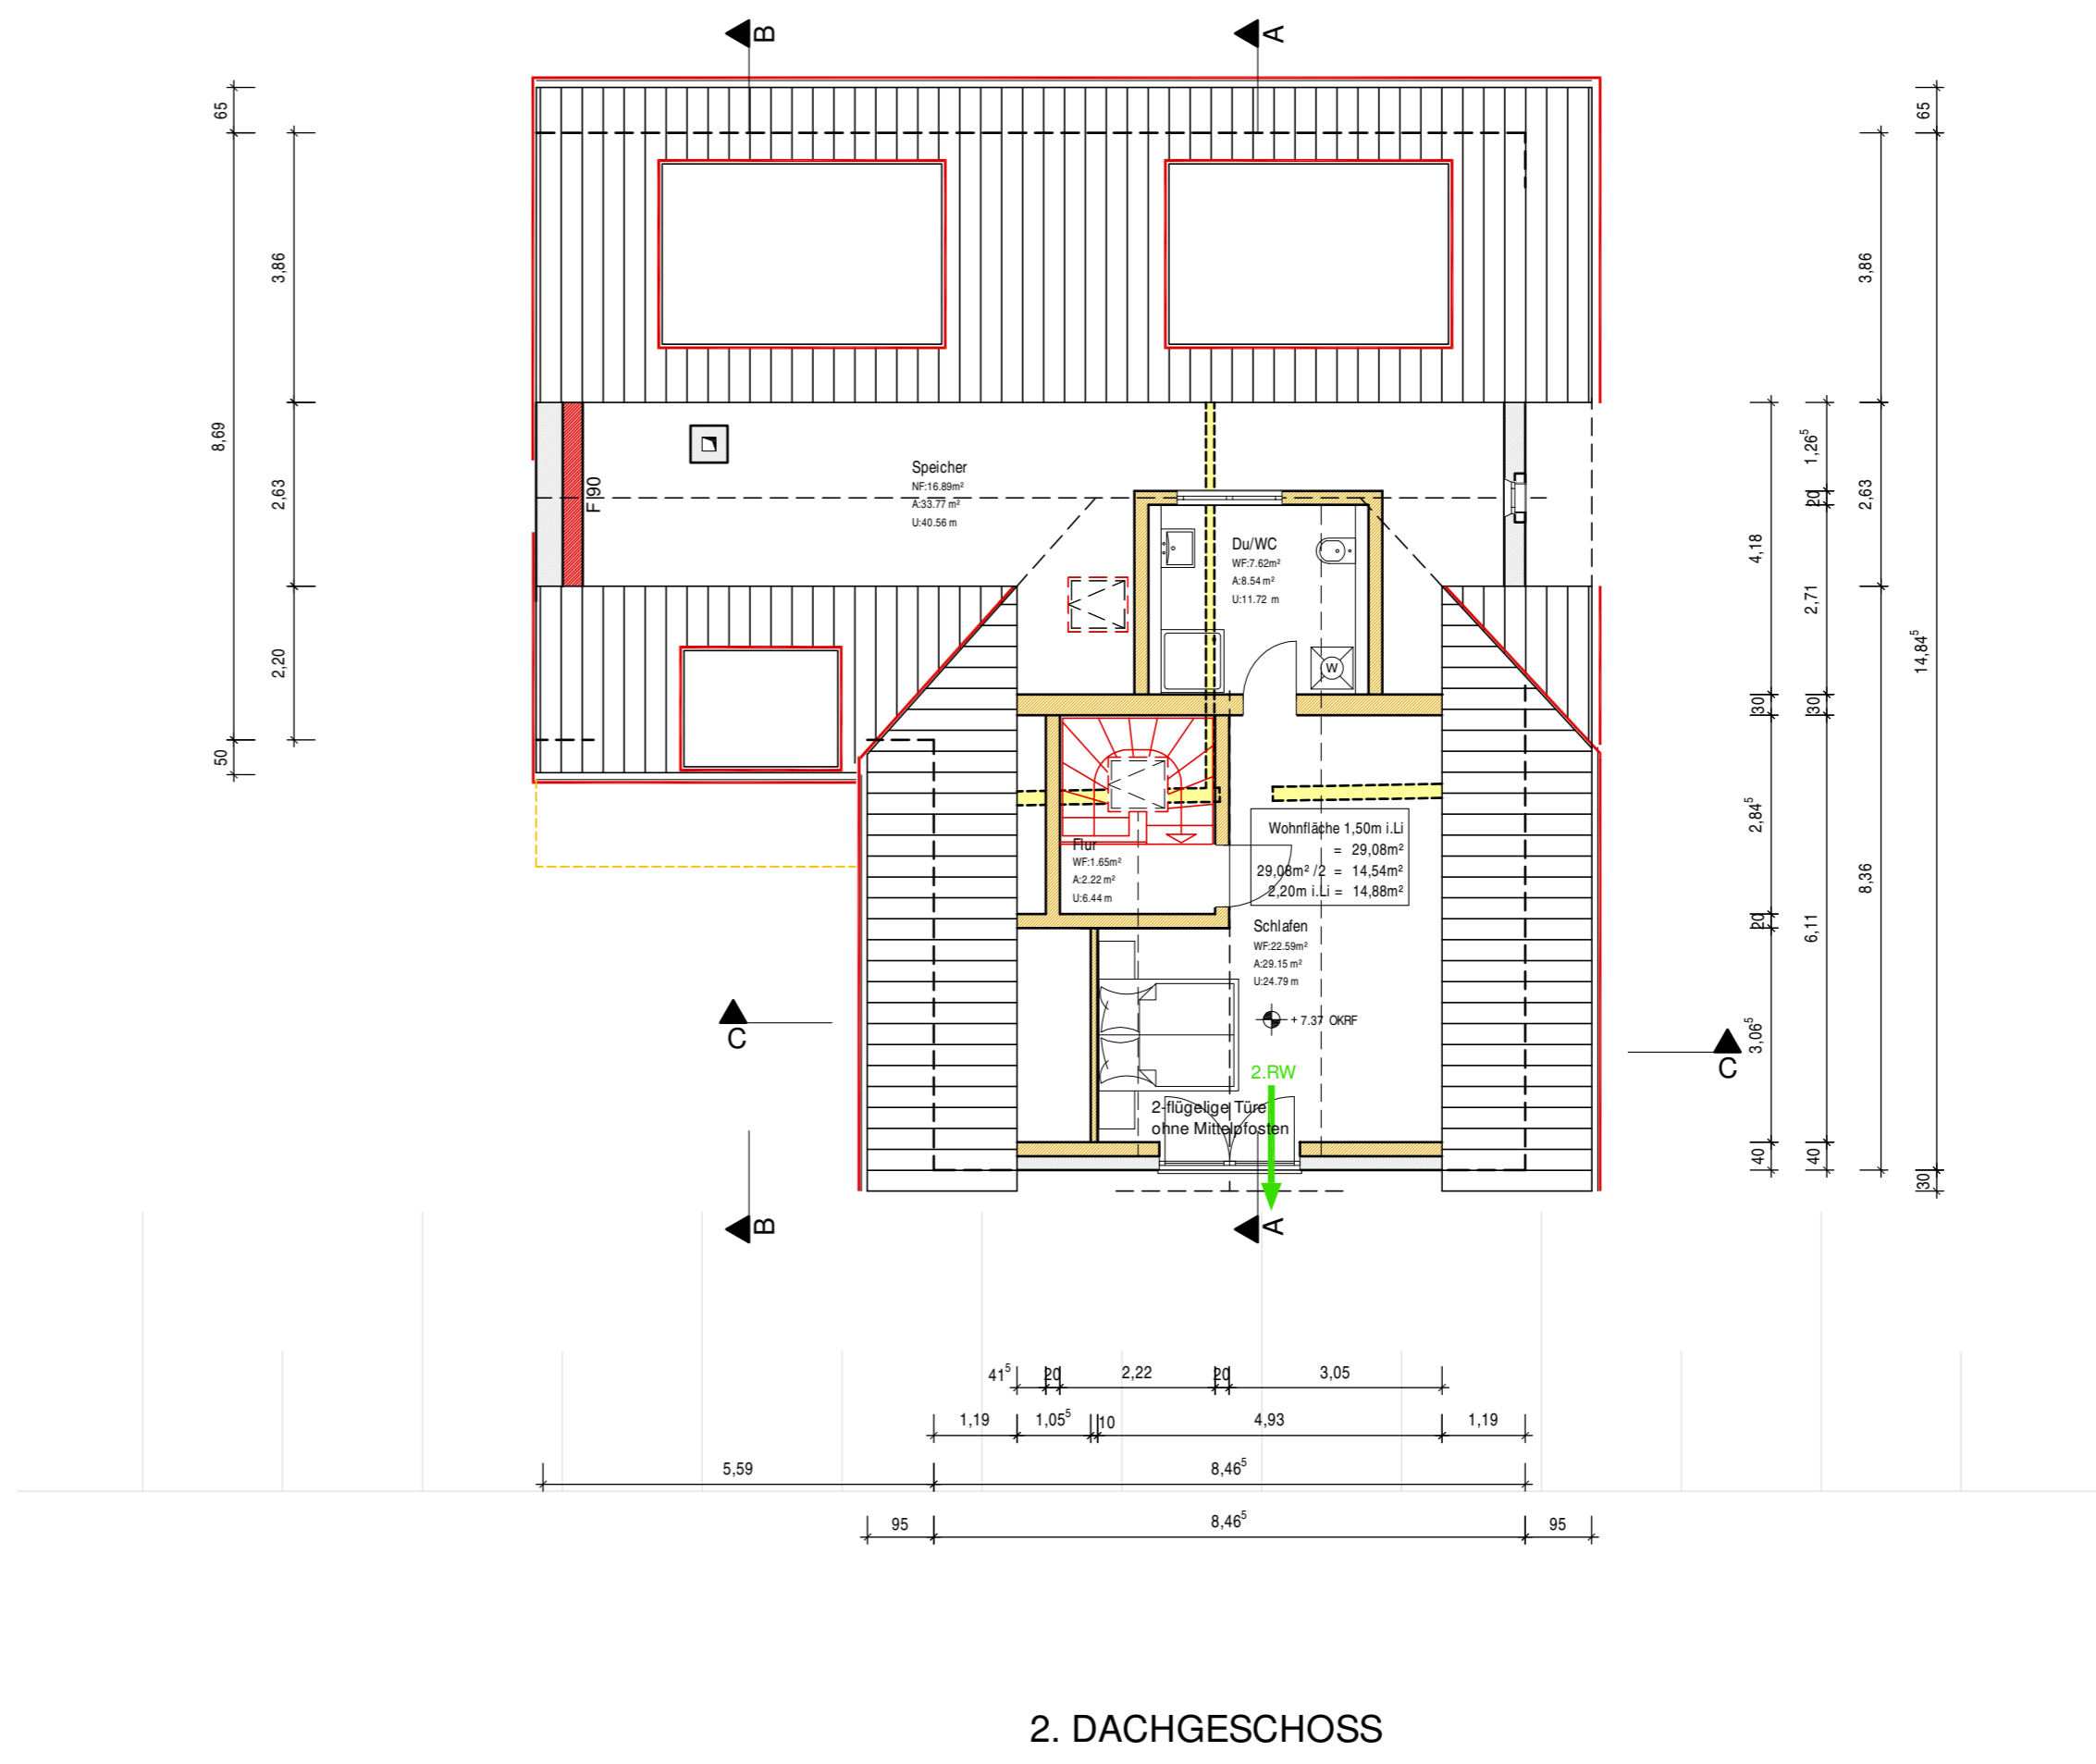 B
A
65
3,86
8,69
2,63
2,20
50
65
3,86
1,26⁵
20
2,63
4,18
2,71
14,84⁵
30
30
2,84⁵
8,36
20
6,11
3,06⁵
40
40
30
F 90
Speicher
NF:16.89m²
A:33.77 m²
U:40.56 m
Du/WC
WF:7.62m²
A:8.54 m²
U:11.72 m
W
Wohnfläche 1,50m i.Li
= 29,08m²
29,08m² /2 = 14,54m²
2,20m i.Li = 14,88m²
Flur
WF:1.65m²
A:2.22 m²
U:6.44 m
Schlafen
WF:22.59m²
A:29.15 m²
U:24.79 m
+ 7.37 OKRF
C
C
2.RW
2-flügelige Türe
ohne Mittelpfosten
B
A
41⁵ 20 2,22 20 3,05
1,19 1,05⁵ 10 4,93 1,19
5,59 8,46⁵
95 8,46⁵ 95
2. DACHGESCHOSS